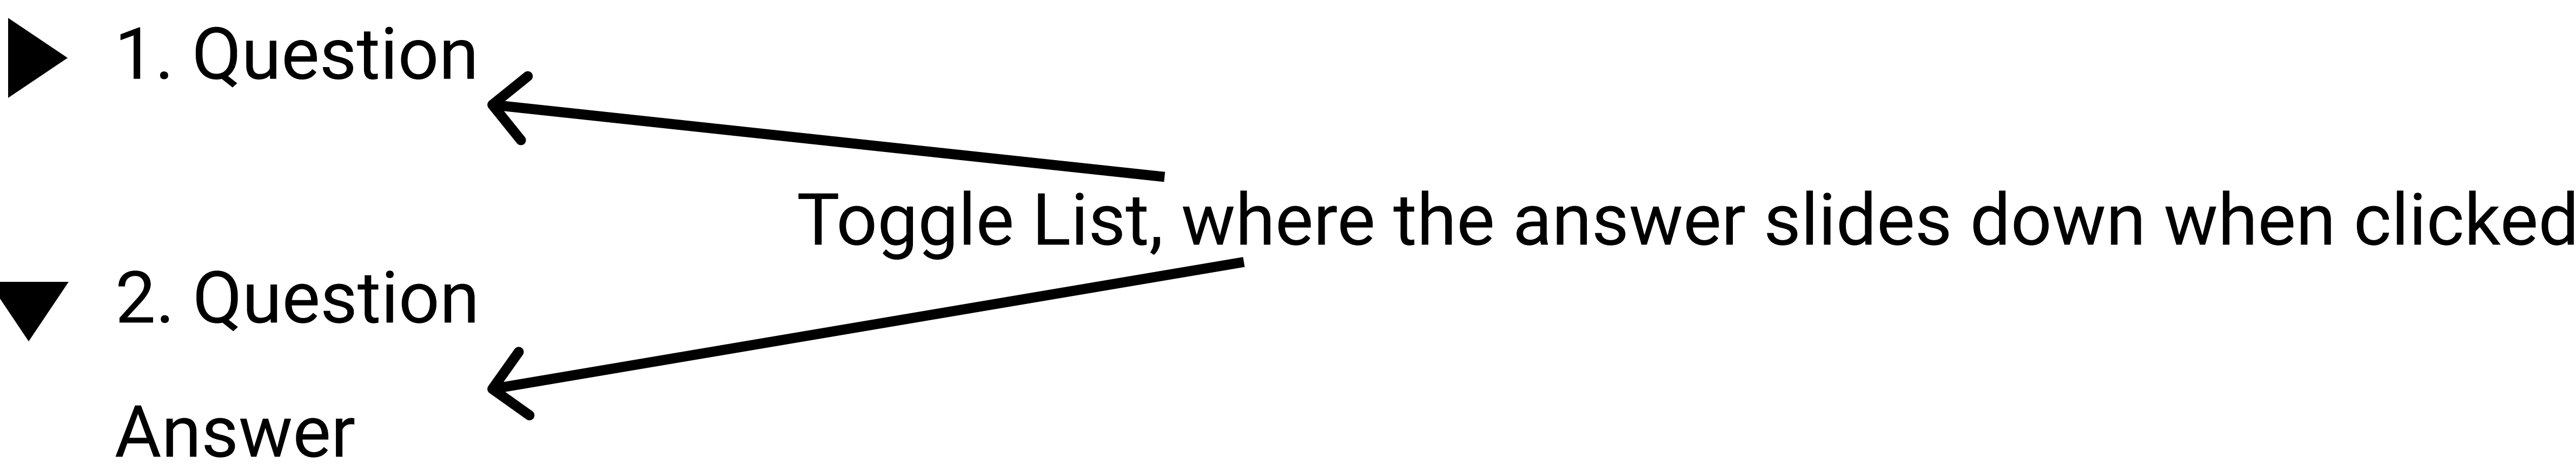 1. Question
Toggle List, where the answer slides down when clicked
2. Question
Answer